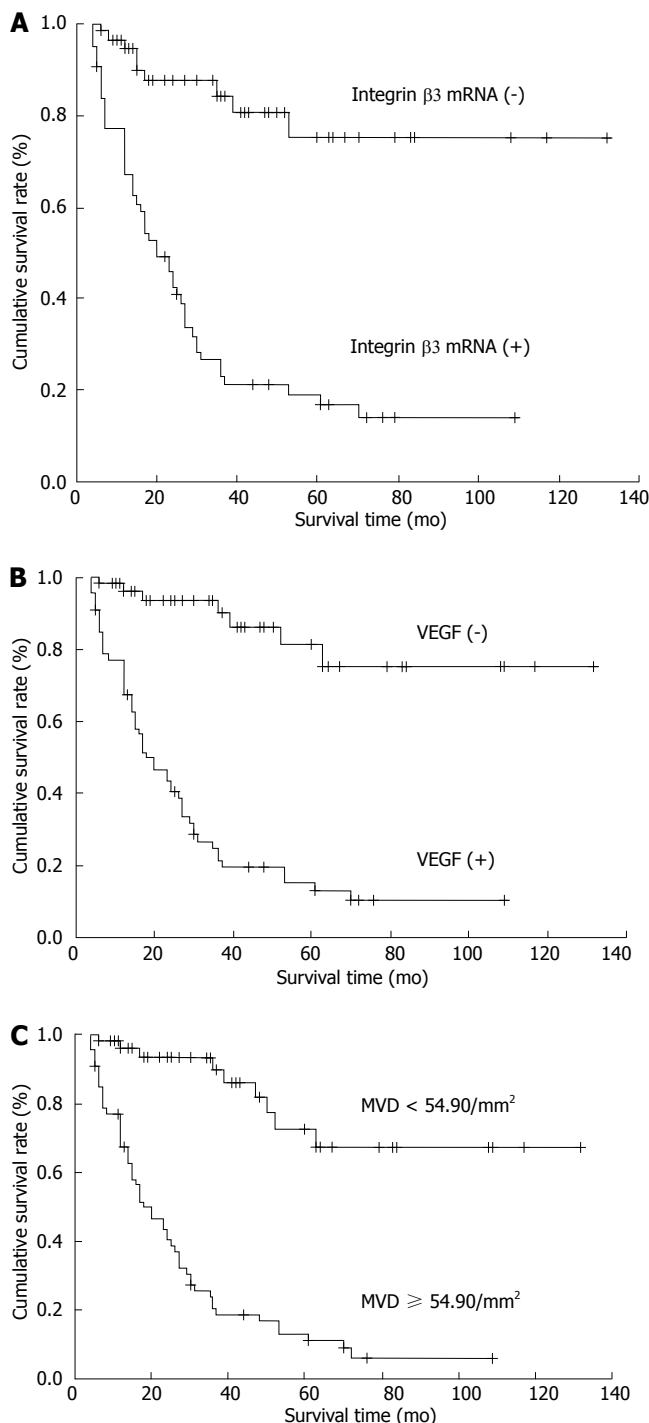 A
Cumulative survival rate (%)
1.0
0.8
0.6
0.4
0.2
0.0
Integrin β3 mRNA (-)
Integrin β3 mRNA (+)
0 20 40 60 80 100 120 140
Survival time (mo)
B
Cumulative survival rate (%)
1.0
0.8
0.6
0.4
0.2
0.0
VEGF (-)
VEGF (+)
0 20 40 60 80 100 120 140
Survival time (mo)
C
Cumulative survival rate (%)
1.0
0.8
0.6
0.4
0.2
0.0
MVD < 54.90/mm²
MVD ⩾ 54.90/mm²
0 20 40 60 80 100 120 140
Survival time (mo)